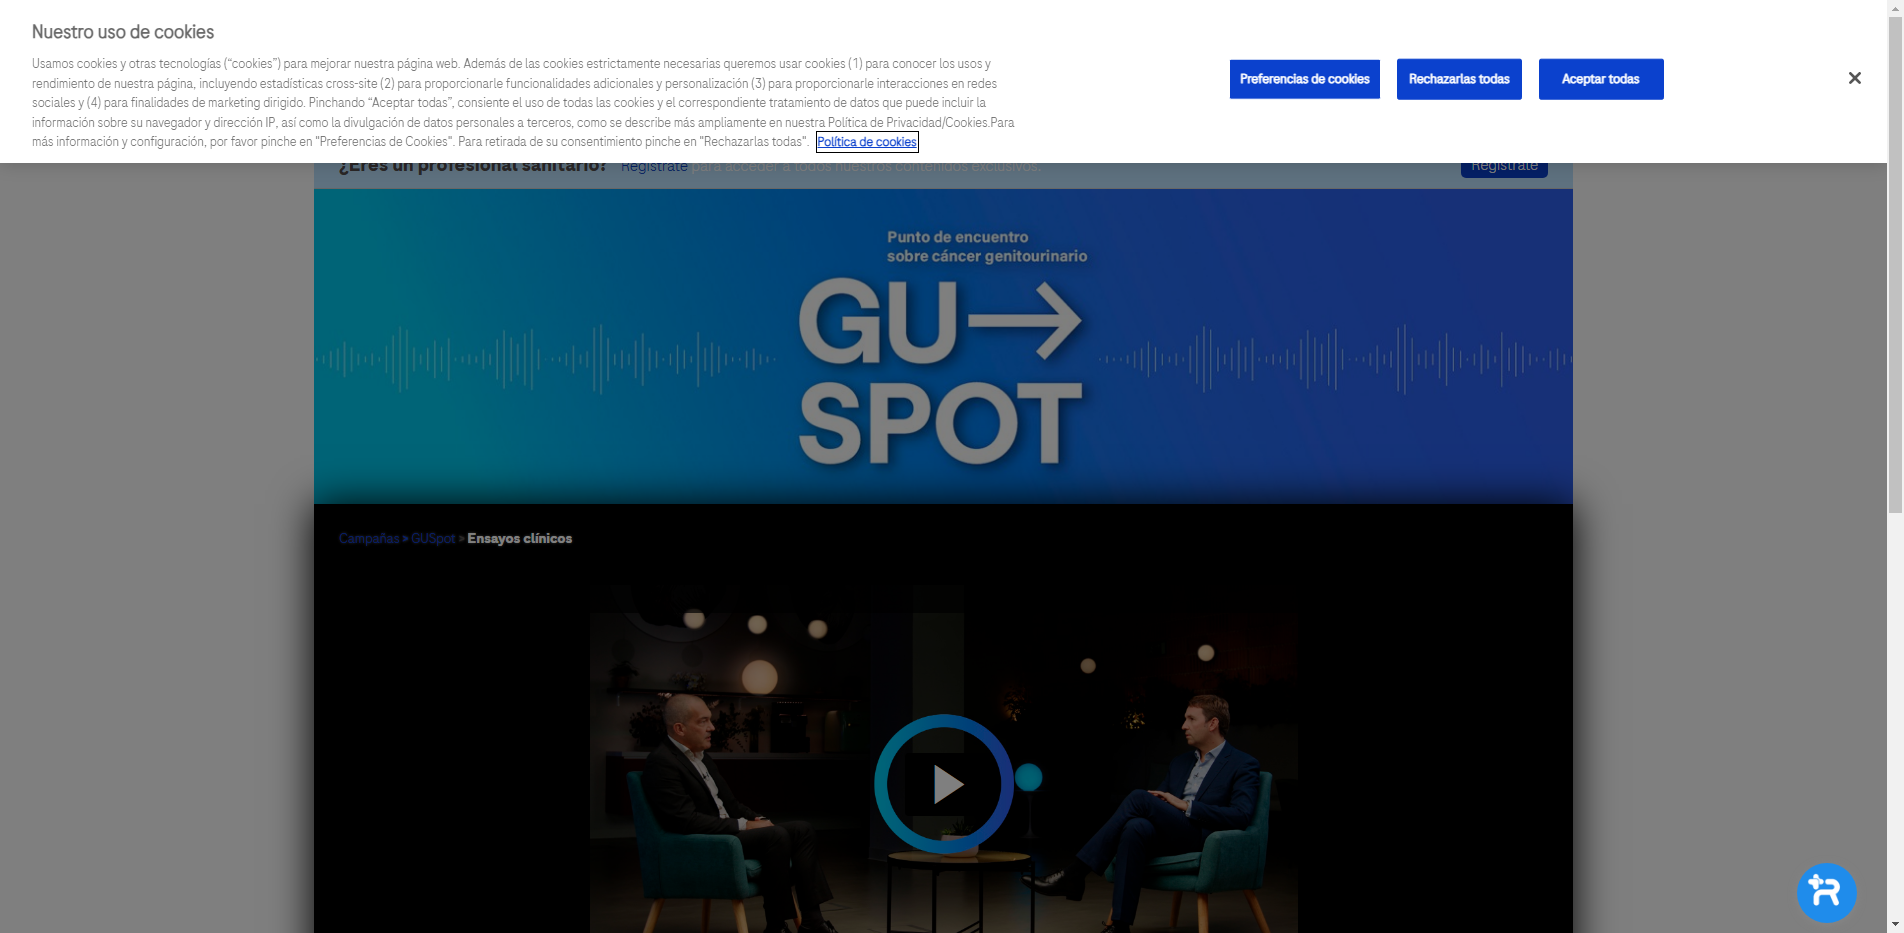 Nuestro uso de cookies
Usamos cookies y otras tecnologías (“cookies”) para mejorar nuestra página web. Además de las cookies estrictamente necesarias queremos usar cookies (1) para conocer los usos y
rendimiento de nuestra página, incluyendo estadísticas cross-site (2) para proporcionarle funcionalidades adicionales y personalización (3) para proporcionarle interacciones en redes
sociales y (4) para finalidades de marketing dirigido. Pinchando “Aceptar todas”, consiente el uso de todas las cookies y el correspondiente tratamiento de datos que puede incluir la
información sobre su navegador y dirección IP, así como la divulgación de datos personales a terceros, como se describe más ampliamente en nuestra Política de Privacidad/Cookies.Para
más información y configuración, por favor pinche en "Preferencias de Cookies". Para retirada de su consentimiento pinche en "Rechazarlas todas". Política de cookies
Preferencias de cookies
Rechazarlas todas
Aceptar todas
¿Eres un profesional sanitario? Regístrate para acceder a todos nuestros contenidos exclusivos.
Regístrate
Punto de encuentro
sobre cáncer genitourinario
GU
SPOT
Campañas » GUSpot » Ensayos clínicos